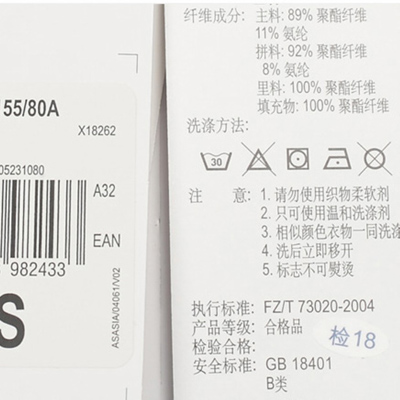 155/80A
X18262
05231080
A32
EAN
982433
S
ASASIA/04061/V02
纤维成分: 主料: 89% 聚酯纤维
11% 氨纶
拼料: 92% 聚酯纤维
8% 氨纶
里料: 100% 聚酯纤维
填充物: 100% 聚酯纤维
洗涤方法:
30
注 意: 1. 请勿使用织物柔软剂
2. 只可使用温和洗涤剂
3. 相似颜色衣物一同洗涤
4. 洗后立即移开
5. 标志不可熨烫
执行标准: FZ/T 73020-2004
产品等级: 合格品
检验合格: 检18
安全标准: GB 18401
B类